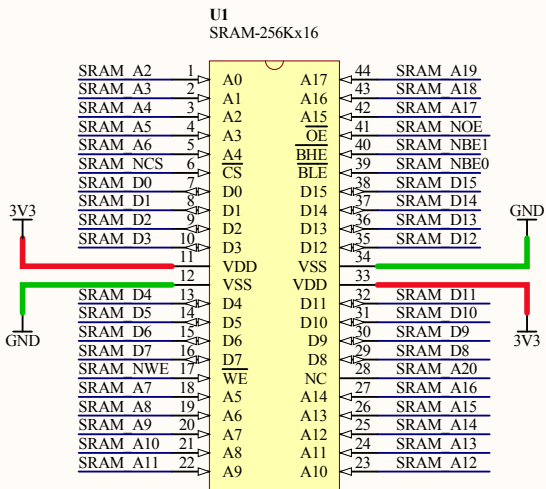 U1
SRAM-256Kx16
SRAM_A2 1 A0 A17 44 SRAM_A19
SRAM_A3 2 A1 A16 43 SRAM_A18
SRAM_A4 3 A2 A15 42 SRAM_A17
SRAM_A5 4 A3 OE 41 SRAM_NOE
SRAM_A6 5 A4 BHE 40 SRAM_NBE1
SRAM_NCS 6 CS BLE 39 SRAM_NBE0
SRAM_D0 7 D0 D15 38 SRAM_D15
SRAM_D1 8 D1 D14 37 SRAM_D14
SRAM_D2 9 D2 D13 36 SRAM_D13
SRAM_D3 10 D3 D12 35 SRAM_D12
3V3 11 VDD VSS 34 GND
GND 12 VSS VDD 33 3V3
SRAM_D4 13 D4 D11 32 SRAM_D11
SRAM_D5 14 D5 D10 31 SRAM_D10
SRAM_D6 15 D6 D9 30 SRAM_D9
SRAM_D7 16 D7 D8 29 SRAM_D8
SRAM_NWE 17 WE NC 28 SRAM_A20
SRAM_A7 18 A5 A14 27 SRAM_A16
SRAM_A8 19 A6 A13 26 SRAM_A15
SRAM_A9 20 A7 A12 25 SRAM_A14
SRAM_A10 21 A8 A11 24 SRAM_A13
SRAM_A11 22 A9 A10 23 SRAM_A12